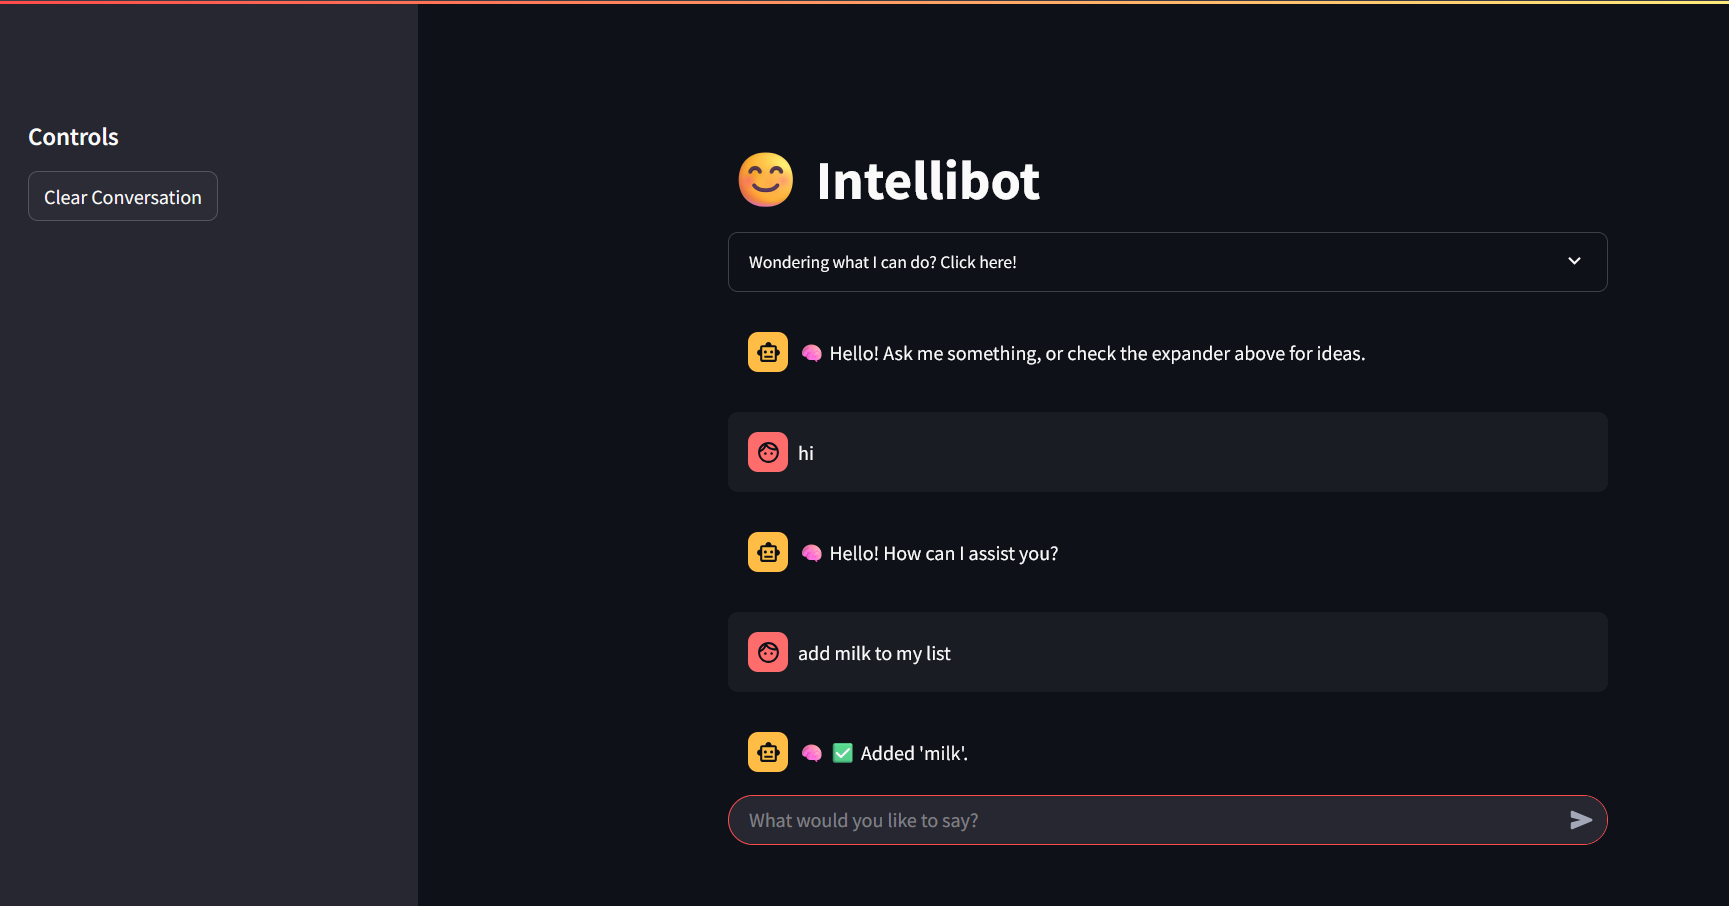 Controls
Clear Conversation
😊 Intellibot
Wondering what I can do? Click here!
🧠 Hello! Ask me something, or check the expander above for ideas.
hi
🧠 Hello! How can I assist you?
add milk to my list
🧠 ✅ Added 'milk'.
What would you like to say?